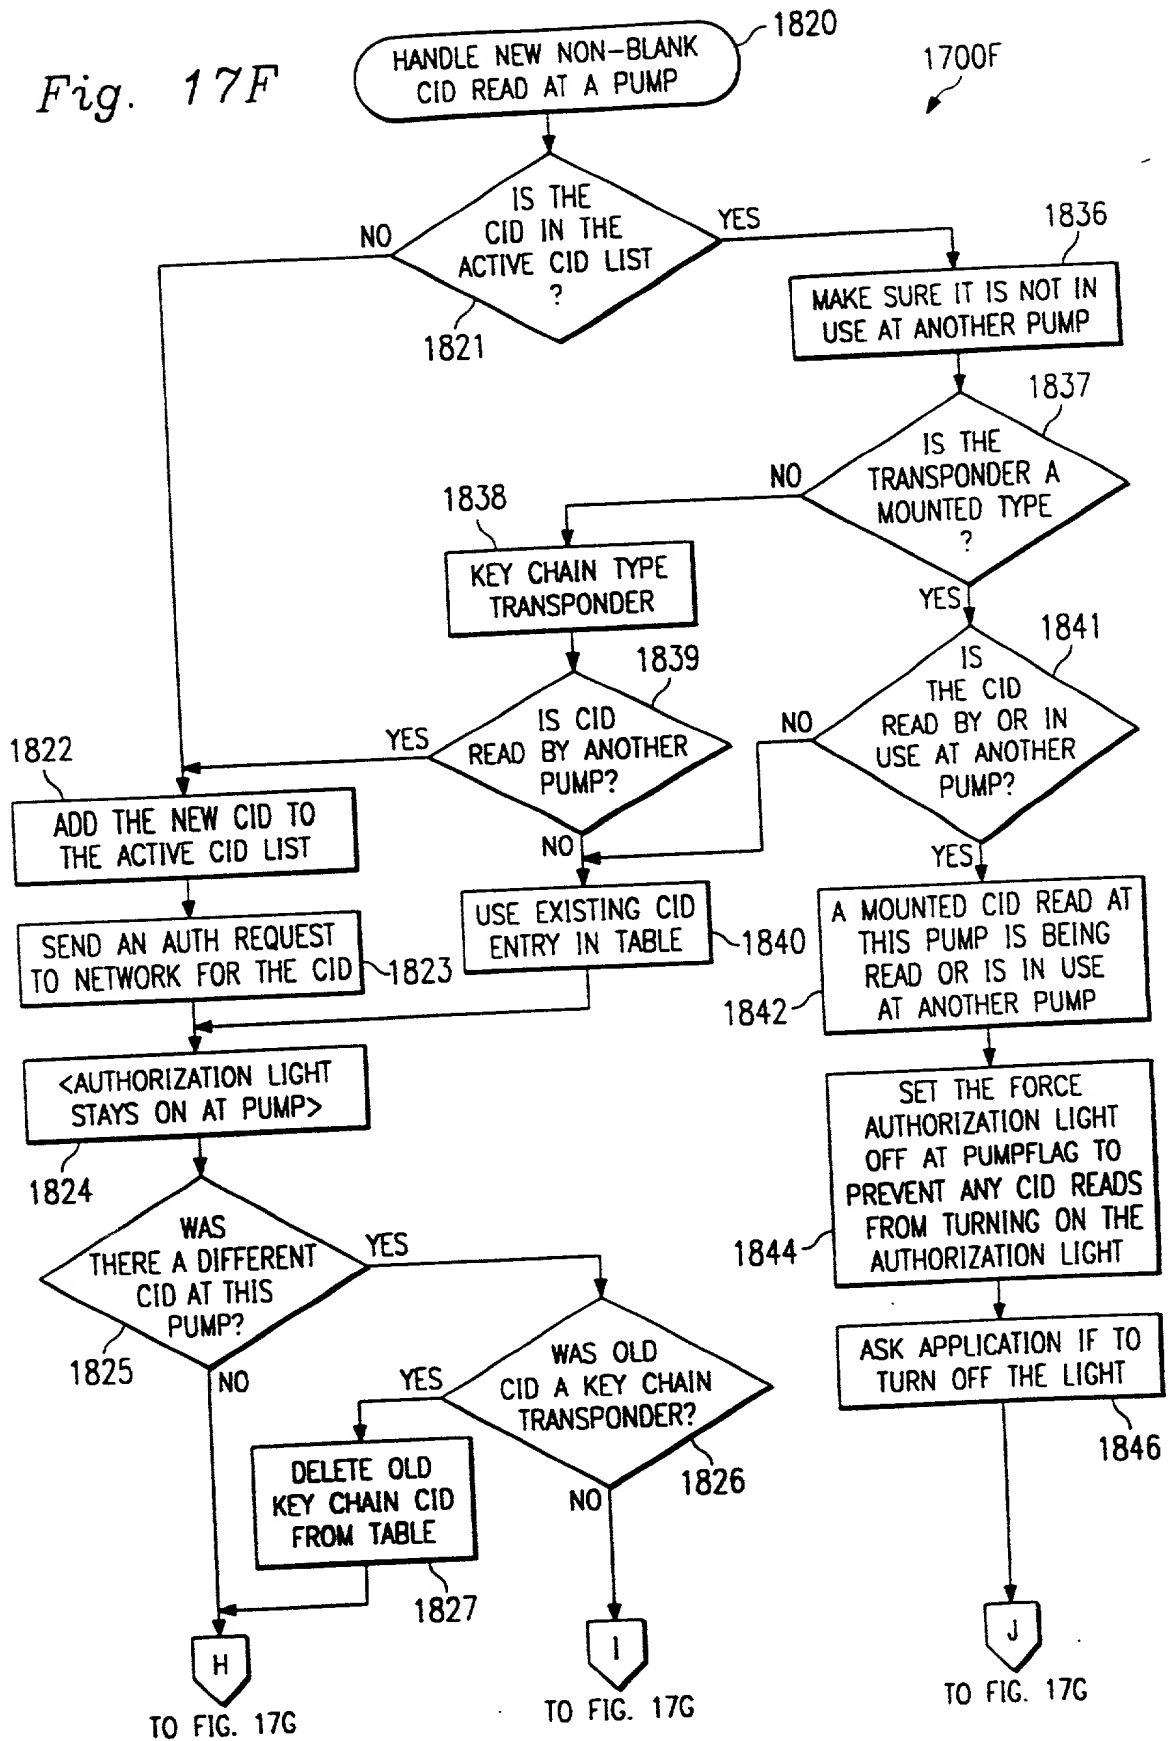 Fig. 17F
HANDLE NEW NON-BLANK
CID READ AT A PUMP
1820
1700F
IS THE
CID IN THE
ACTIVE CID LIST
?
1821
NO
YES
1836
MAKE SURE IT IS NOT IN
USE AT ANOTHER PUMP
1837
IS THE
TRANSPONDER A
MOUNTED TYPE
?
NO
YES
1838
KEY CHAIN TYPE
TRANSPONDER
1839
IS CID
READ BY ANOTHER
PUMP?
YES
NO
1841
IS
THE CID
READ BY OR IN
USE AT ANOTHER
PUMP?
NO
YES
1822
ADD THE NEW CID TO
THE ACTIVE CID LIST
SEND AN AUTH REQUEST
TO NETWORK FOR THE CID
1823
USE EXISTING CID
ENTRY IN TABLE
1840
A MOUNTED CID READ AT
THIS PUMP IS BEING
READ OR IS IN USE
AT ANOTHER PUMP
1842
<AUTHORIZATION LIGHT
STAYS ON AT PUMP>
1824
SET THE FORCE
AUTHORIZATION LIGHT
OFF AT PUMPFLAG TO
PREVENT ANY CID READS
FROM TURNING ON THE
AUTHORIZATION LIGHT
1844
WAS
THERE A DIFFERENT
CID AT THIS
PUMP?
1825
YES
NO
WAS OLD
CID A KEY CHAIN
TRANSPONDER?
1826
YES
NO
ASK APPLICATION IF TO
TURN OFF THE LIGHT
1846
DELETE OLD
KEY CHAIN CID
FROM TABLE
1827
H
TO FIG. 17G
I
TO FIG. 17G
J
TO FIG. 17G